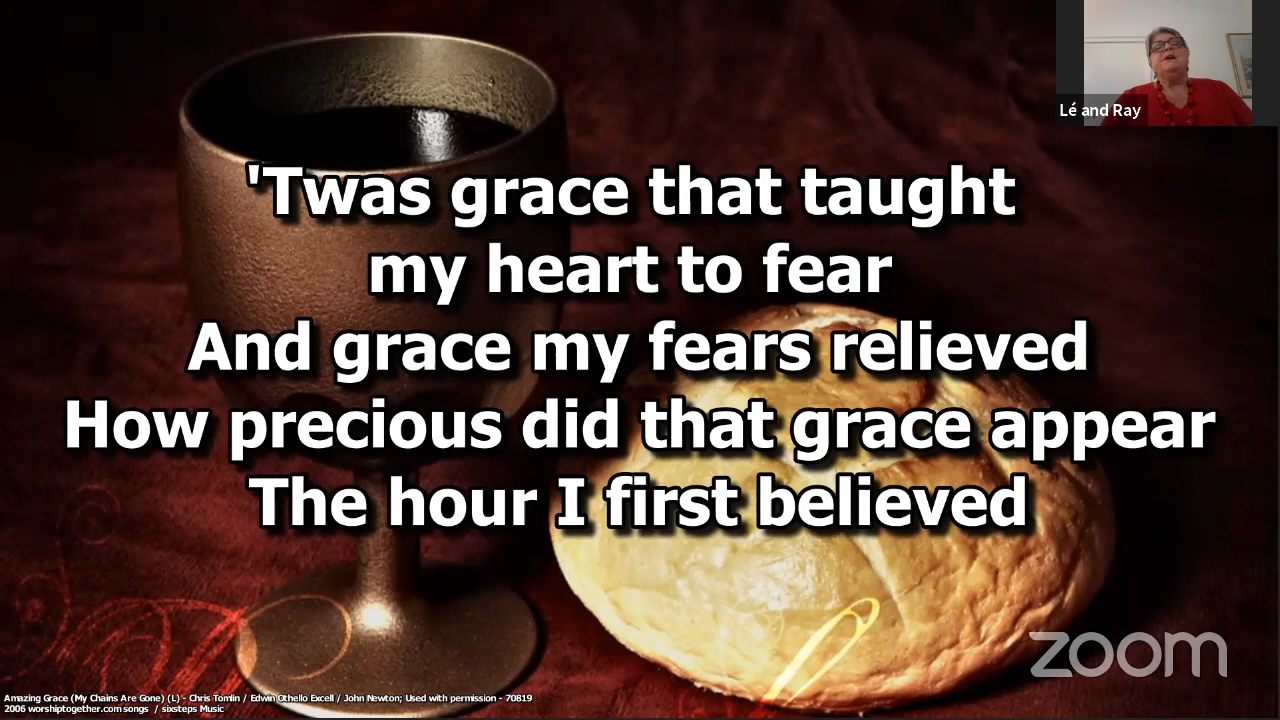 Lé and Ray
'Twas grace that taught
my heart to fear
And grace my fears relieved
How precious did that grace appear
The hour I first believed
zoom
Amazing Grace (My Chains Are Gone) (L) - Chris Tomlin / Edwin Othello Excell / John Newton; Used with permission - 70819
2006 worshiptogether.com songs / sixsteps Music